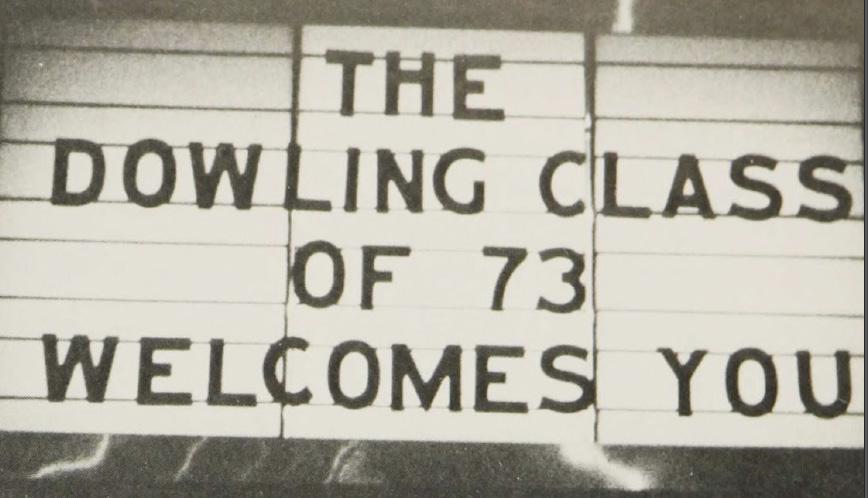 THE
DOWLING CLASS
OF 73
WELCOMES YOU